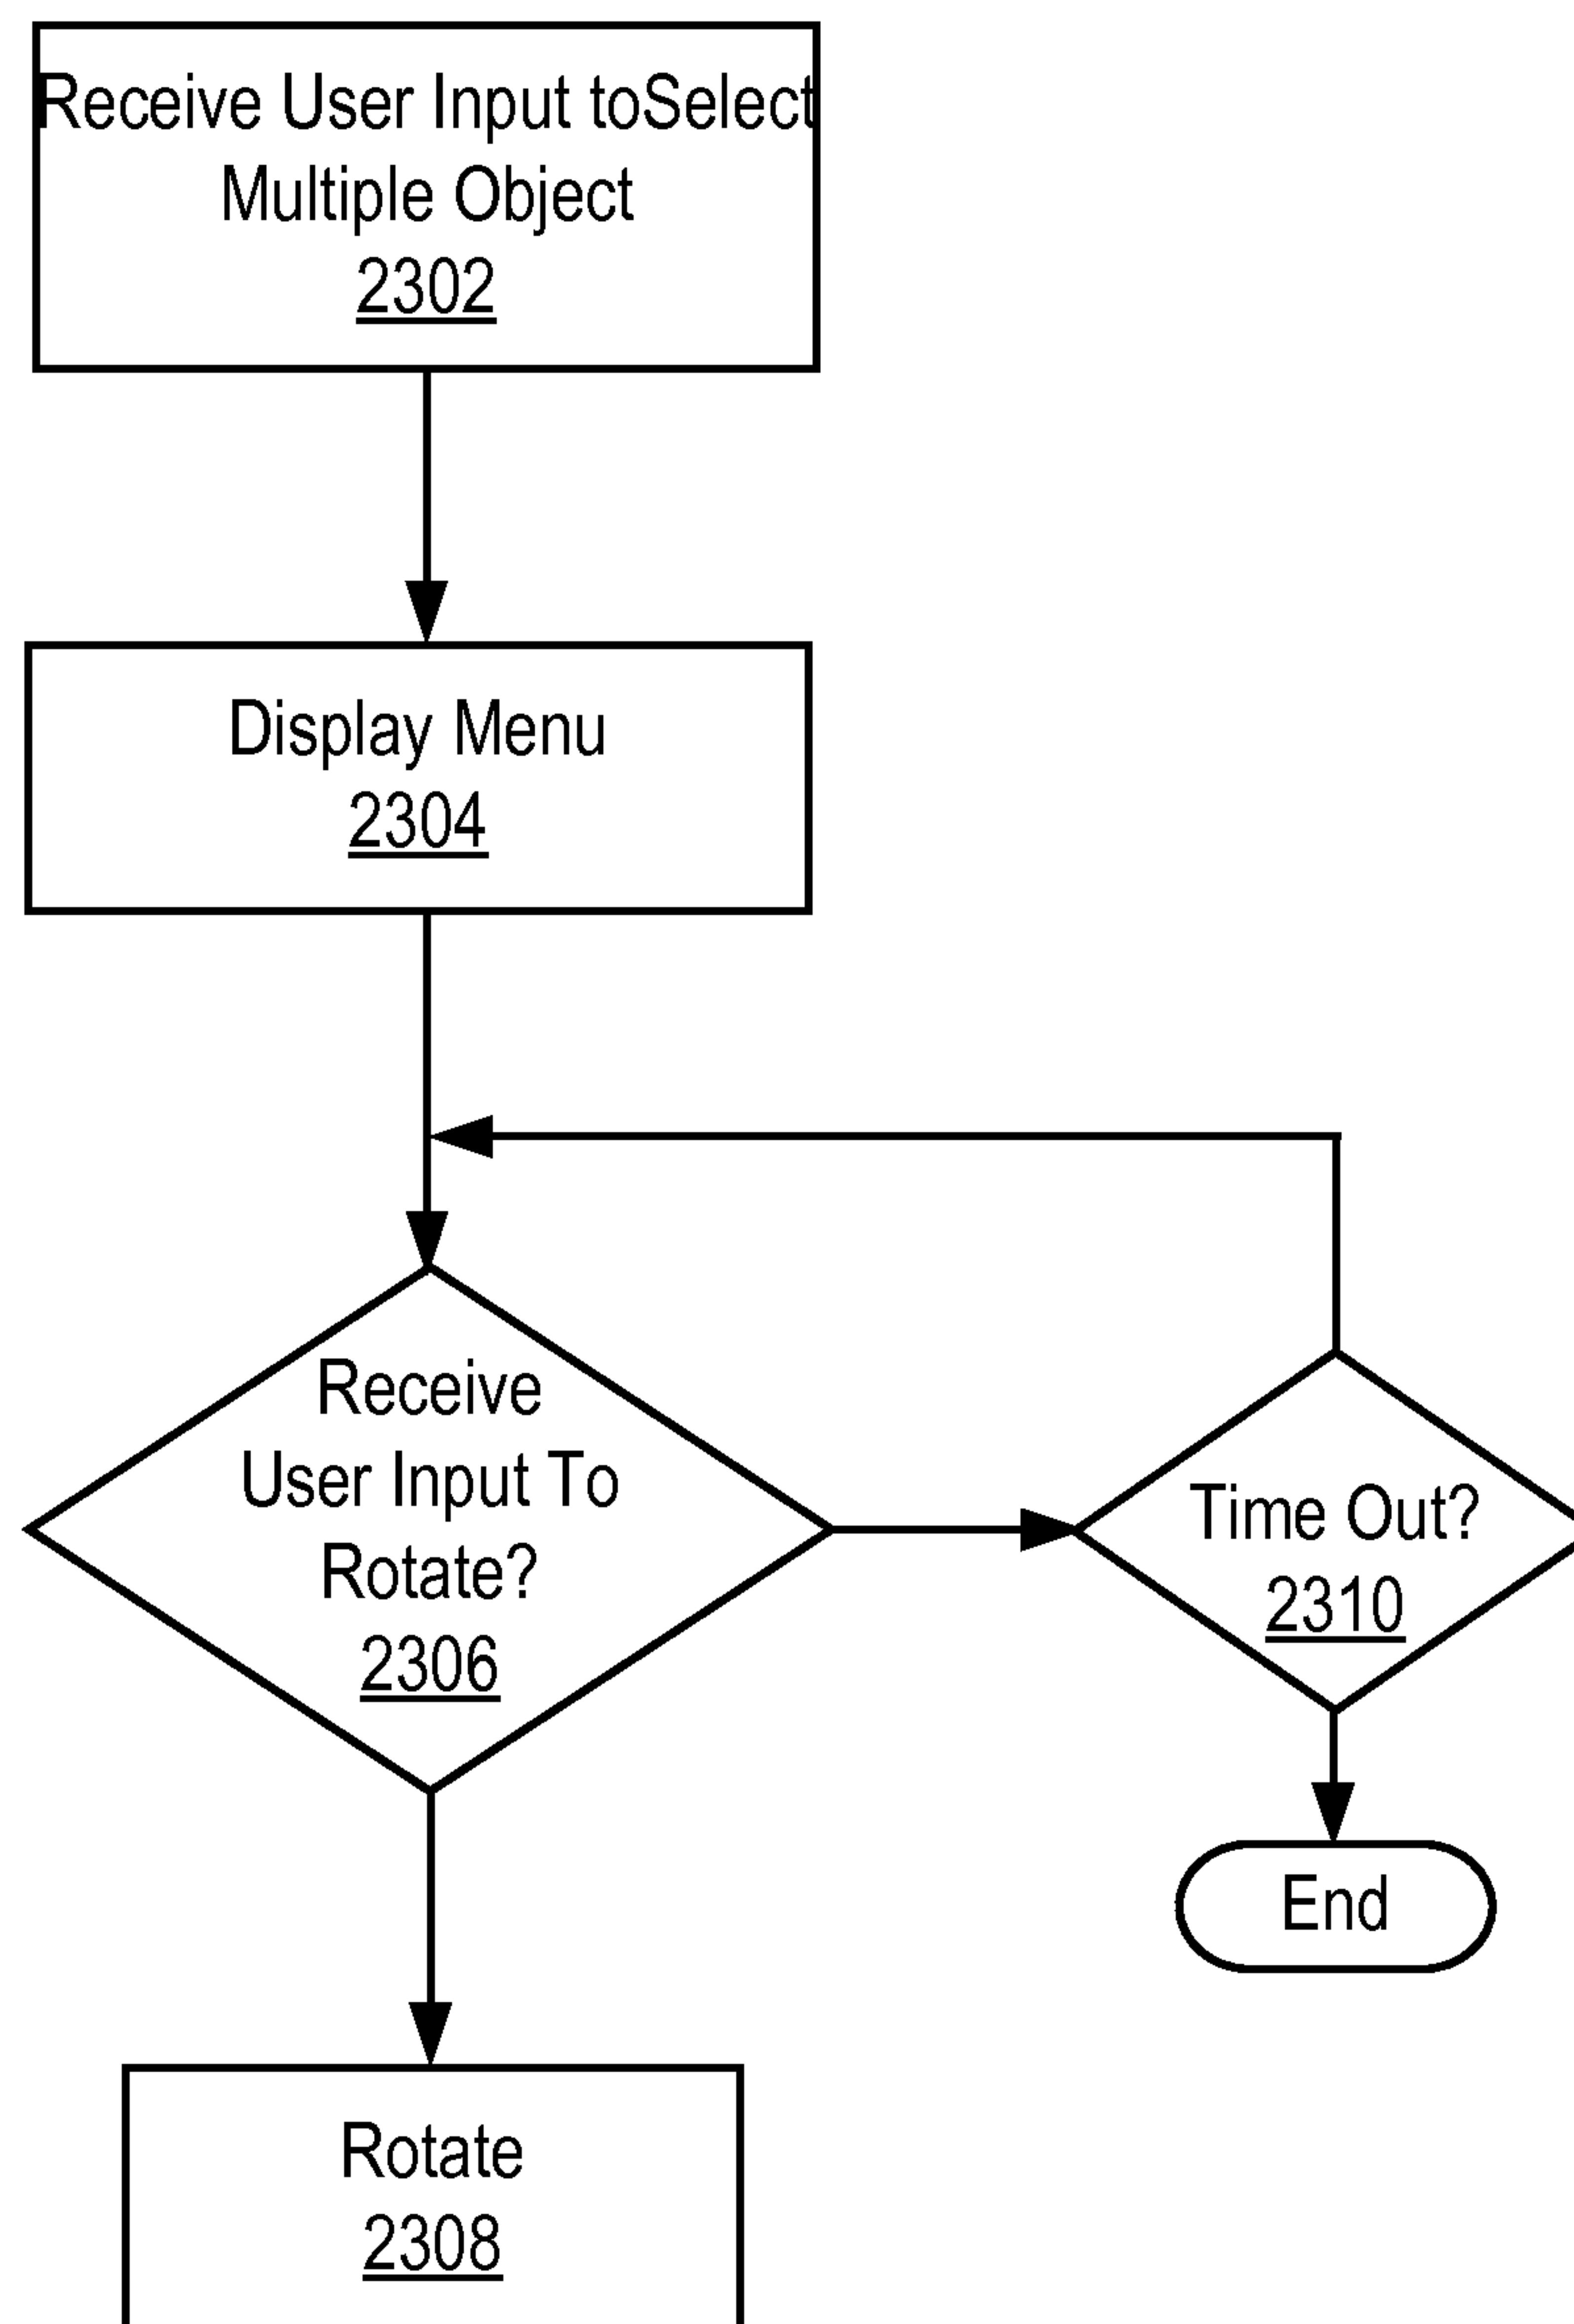 Receive User Input toSelect
Multiple Object
2302
Display Menu
2304
Receive
User Input To
Rotate?
2306
Time Out?
2310
End
Rotate
2308